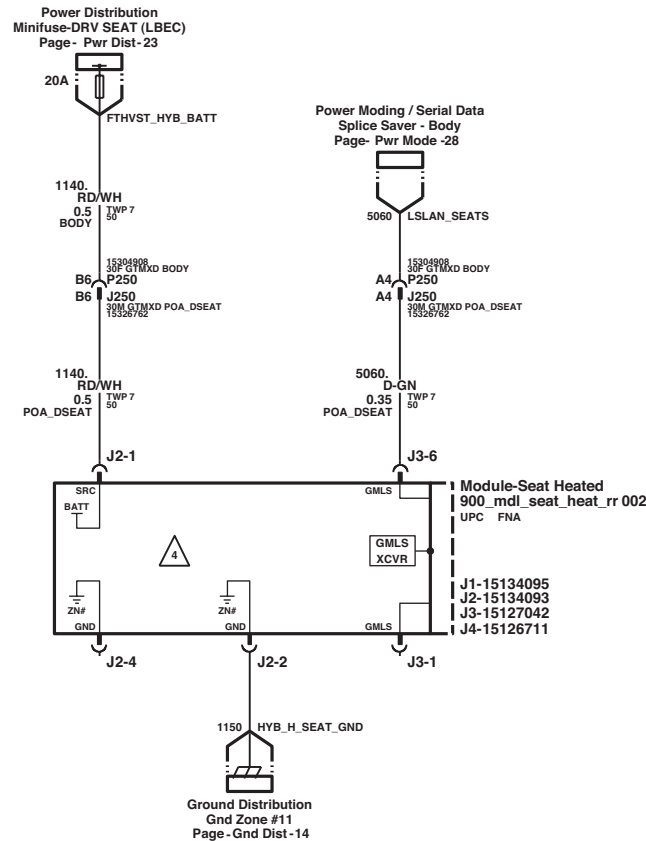 Power Distribution
Minifuse-DRV SEAT (LBEC)
Page- Pwr Dist-23
20A
FTHVST_HYB_BATT
Power Moding / Serial Data
Splice Saver - Body
Page- Pwr Mode -28
5060 LSLAN_SEATS
1140.
RD/WH
0.5 TWP 7
BODY 50
15304908
30F GTMXD BODY
B6 P250
B6 J250
30M GTMXD POA_DSEAT
15326762
15304908
30F GTMXD BODY
A4 P250
A4 J250
30M GTMXD POA_DSEAT
15326762
1140.
RD/WH
0.5 TWP 7
POA_DSEAT 50
5060.
D-GN
0.35 TWP 7
POA_DSEAT 50
J2-1
J3-6
SRC
BATT
GMLS
Module-Seat Heated
900_mdl_seat_heat_rr 002
UPC FNA
4
GMLS
XCVR
J1-15134095
J2-15134093
J3-15127042
J4-15126711
ZN#
GND
ZN#
GND
GMLS
J2-4
J2-2
J3-1
1150 HYB_H_SEAT_GND
Ground Distribution
Gnd Zone #11
Page-Gnd Dist-14